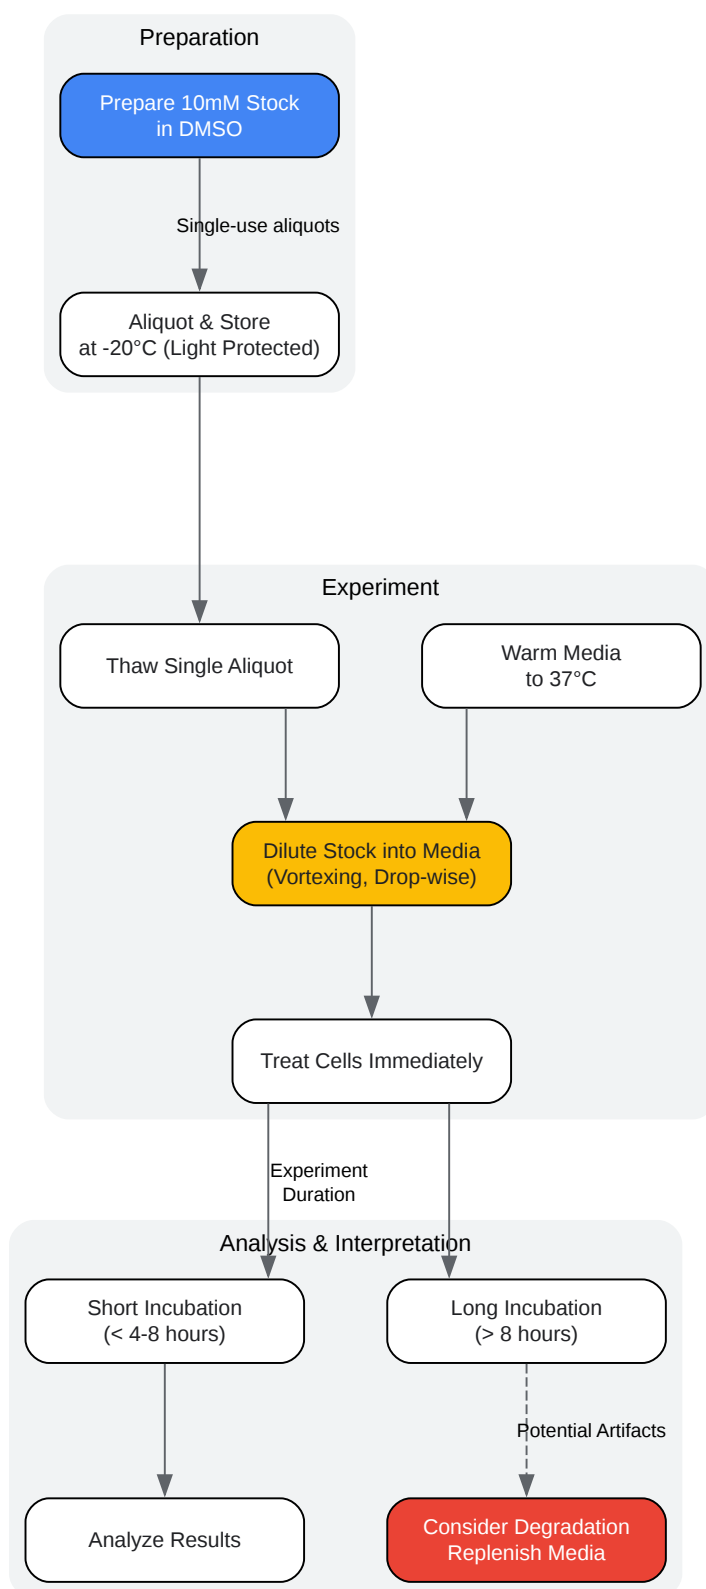 Preparation
Prepare 10mM Stock
in DMSO
Single-use aliquots
Aliquot & Store
at -20°C (Light Protected)
Experiment
Thaw Single Aliquot
Warm Media
to 37°C
Dilute Stock into Media
(Vortexing, Drop-wise)
Treat Cells Immediately
Experiment
Duration
Analysis & Interpretation
Short Incubation
(< 4-8 hours)
Long Incubation
(> 8 hours)
Potential Artifacts
Analyze Results
Consider Degradation
Replenish Media